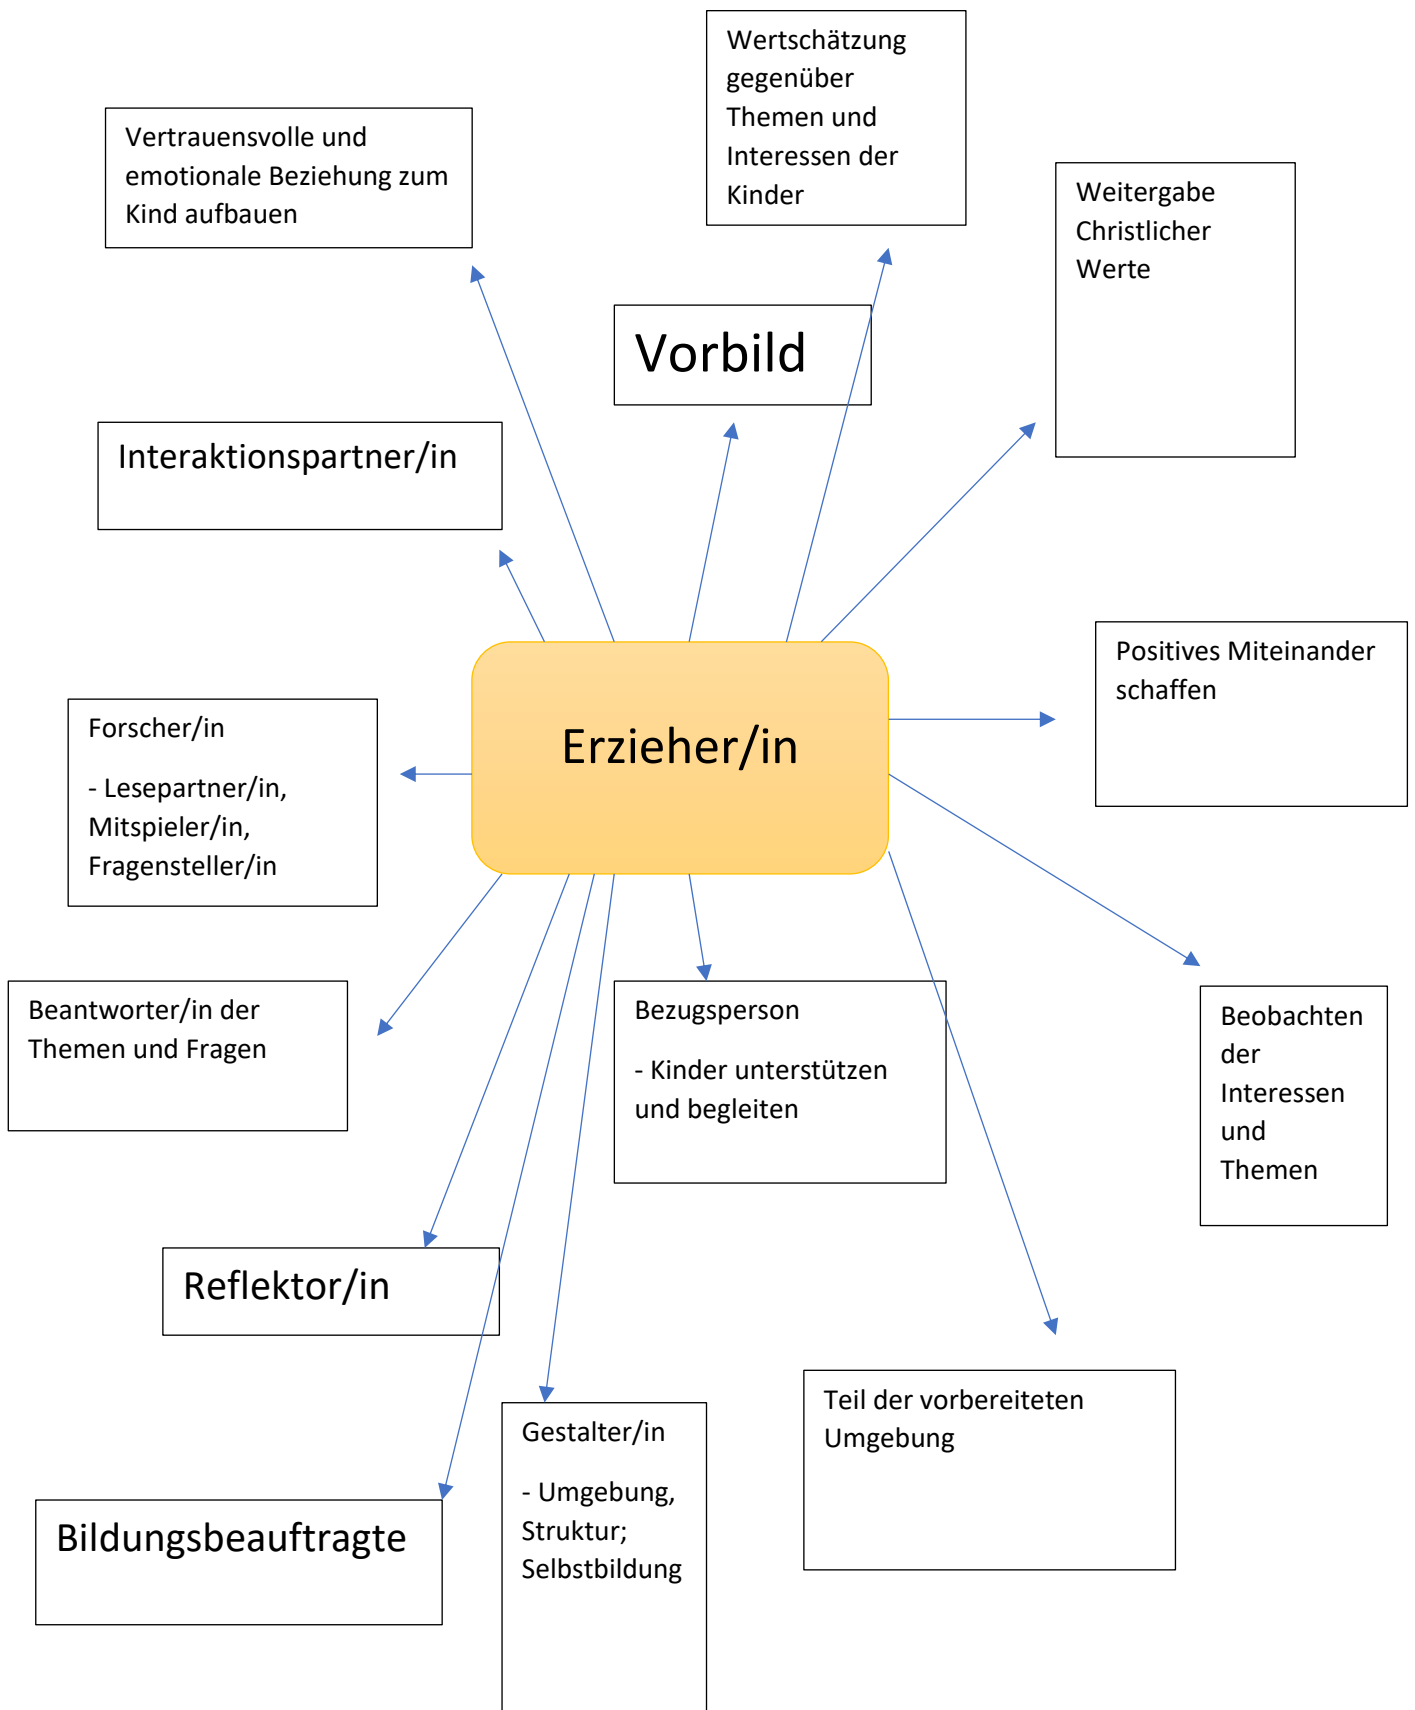 Wertschätzung
gegenüber
Themen und
Interessen der
Kinder
Vertrauensvolle und
emotionale Beziehung zum
Kind aufbauen
Weitergabe
Christlicher
Werte
Vorbild
Interaktionspartner/in
Positives Miteinander
schaffen
Erzieher/in
Forscher/in
- Lesepartner/in,
Mitspieler/in,
Fragensteller/in
Beantworter/in der
Themen und Fragen
Bezugsperson
- Kinder unterstützen
und begleiten
Beobachten
der
Interessen
und
Themen
Reflektor/in
Teil der vorbereiteten
Umgebung
Gestalter/in
- Umgebung,
Struktur;
Selbstbildung
Bildungsbeauftragte